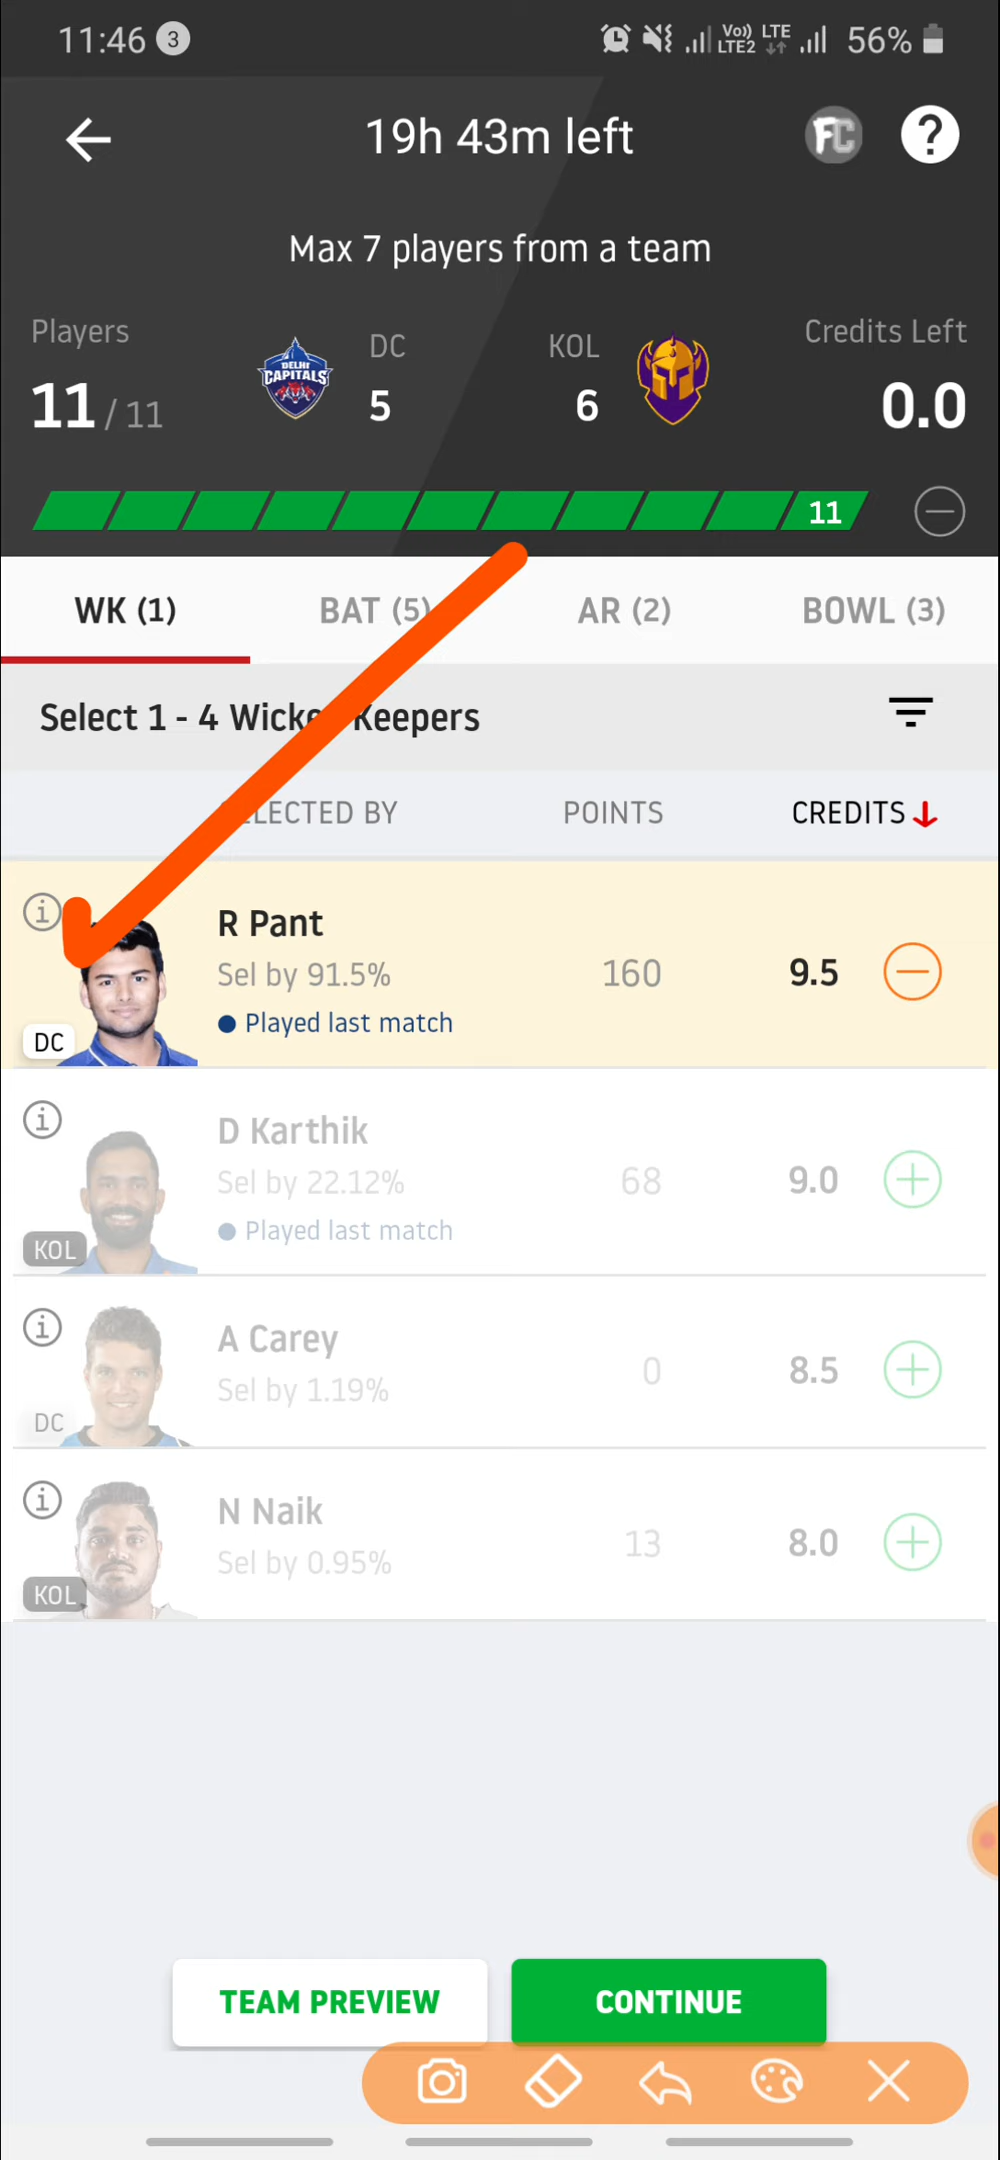 11:46 3 Vo)) LTE2 LTE 56%
19h 43m left FC ?
Max 7 players from a team
Players DC KOL Credits Left
DELHI CAPITALS
11 / 11 5 6 0.0
11
WK (1) BAT (5) AR (2) BOWL (3)
Select 1 - 4 Keepers
BY POINTS CREDITS
R Pant
Sel by 91.5% 160 9.5
Played last match
DC
D Karthik
Sel by 22.12% 68 9.0
Played last match
KOL
A Carey
Sel by 1.19% 0 8.5
DC
N Naik
Sel by 0.95% 13 8.0
KOL
TEAM PREVIEW CONTINUE